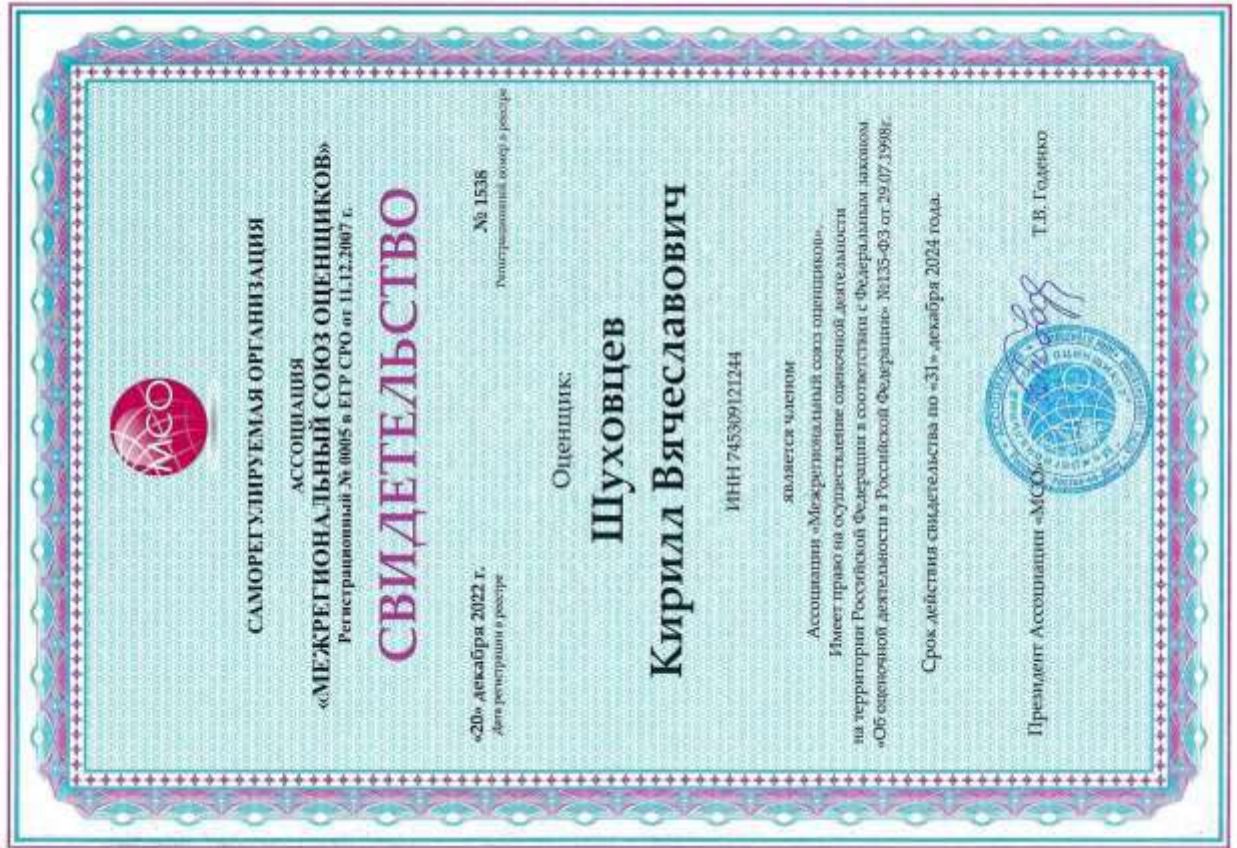 МСО
САМОРЕГУЛИРУЕМАЯ ОРГАНИЗАЦИЯ
АССОЦИАЦИЯ
«МЕЖРЕГИОНАЛЬНЫЙ СОЮЗ ОЦЕНЩИКОВ»
Регистрационный № 0005 в ЕГР СРО от 11.12.2007 г.
СВИДЕТЕЛЬСТВО
«20» декабря 2022 г. № 1538
Дата регистрации в реестре Регистрационный номер в реестре
Оценщик:
Шуховцев
Кирилл Вячеславович
ИНН 745309121244
является членом
Ассоциации «Межрегиональный союз оценщиков».
Имеет право на осуществление оценочной деятельности
на территории Российской Федерации в соответствии с Федеральным законом
«Об оценочной деятельности в Российской Федерации» №135-ФЗ от 29.07.1998г.
Срок действия свидетельства по «31» декабря 2024 года.
Президент Ассоциации «МСО» Т.В. Годенко